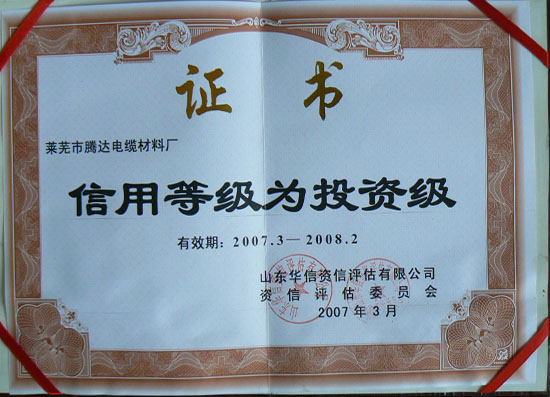 证书
莱芜市腾达电缆材料厂
信用等级为投资级
有效期：2007.3—2008.2
山东华信资信评估有限公司
资信评估委员会
2007年3月